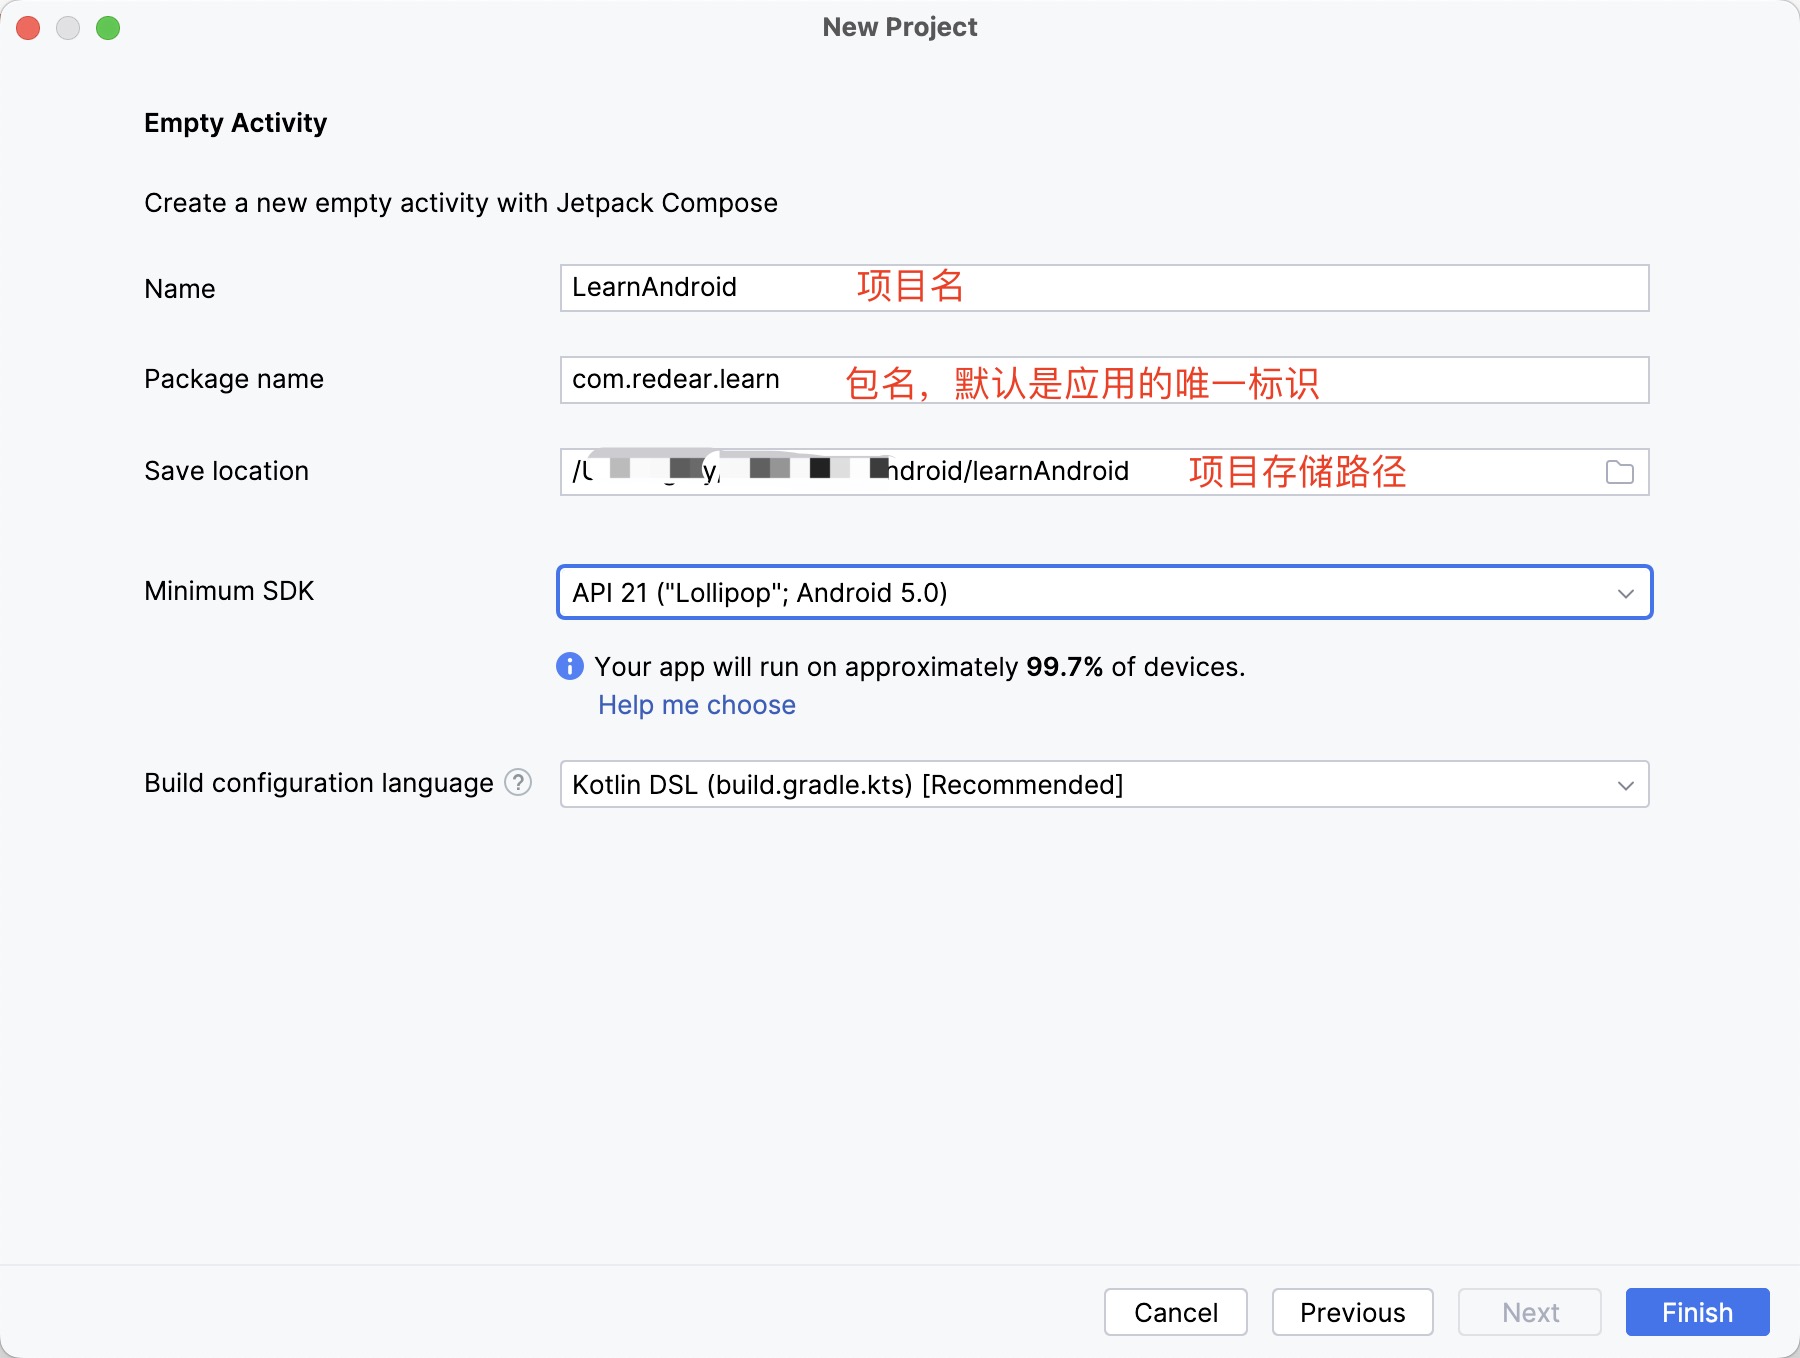 New Project
Empty Activity
Create a new empty activity with Jetpack Compose
Name
LearnAndroid 项目名
Package name
com.redear.learn 包名，默认是应用的唯一标识
Save location
ndroid/learnAndroid 项目存储路径
Minimum SDK
API 21 ("Lollipop"; Android 5.0)
Your app will run on approximately 99.7% of devices.
Help me choose
Build configuration language ?
Kotlin DSL (build.gradle.kts) [Recommended]
Cancel
Previous
Next
Finish